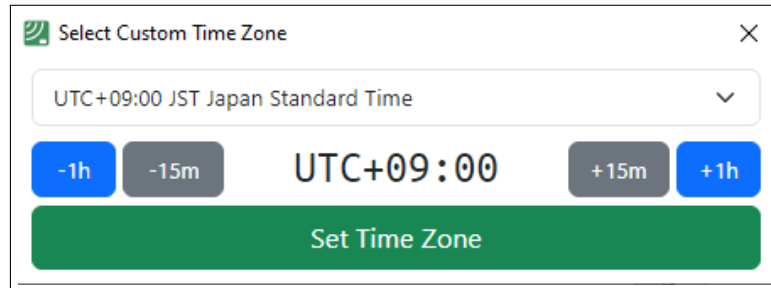 Select Custom Time Zone
UTC+09:00 JST Japan Standard Time
-1h -15m UTC+09:00 +15m +1h
Set Time Zone